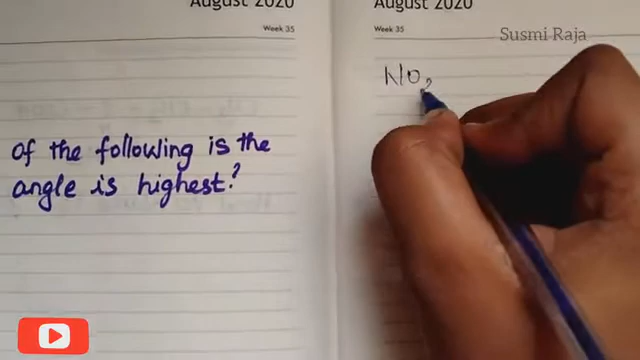 August 2020
Week 35
of the following is the
angle is highest?
August 2020
Week 35
Susmi Raja
NO2